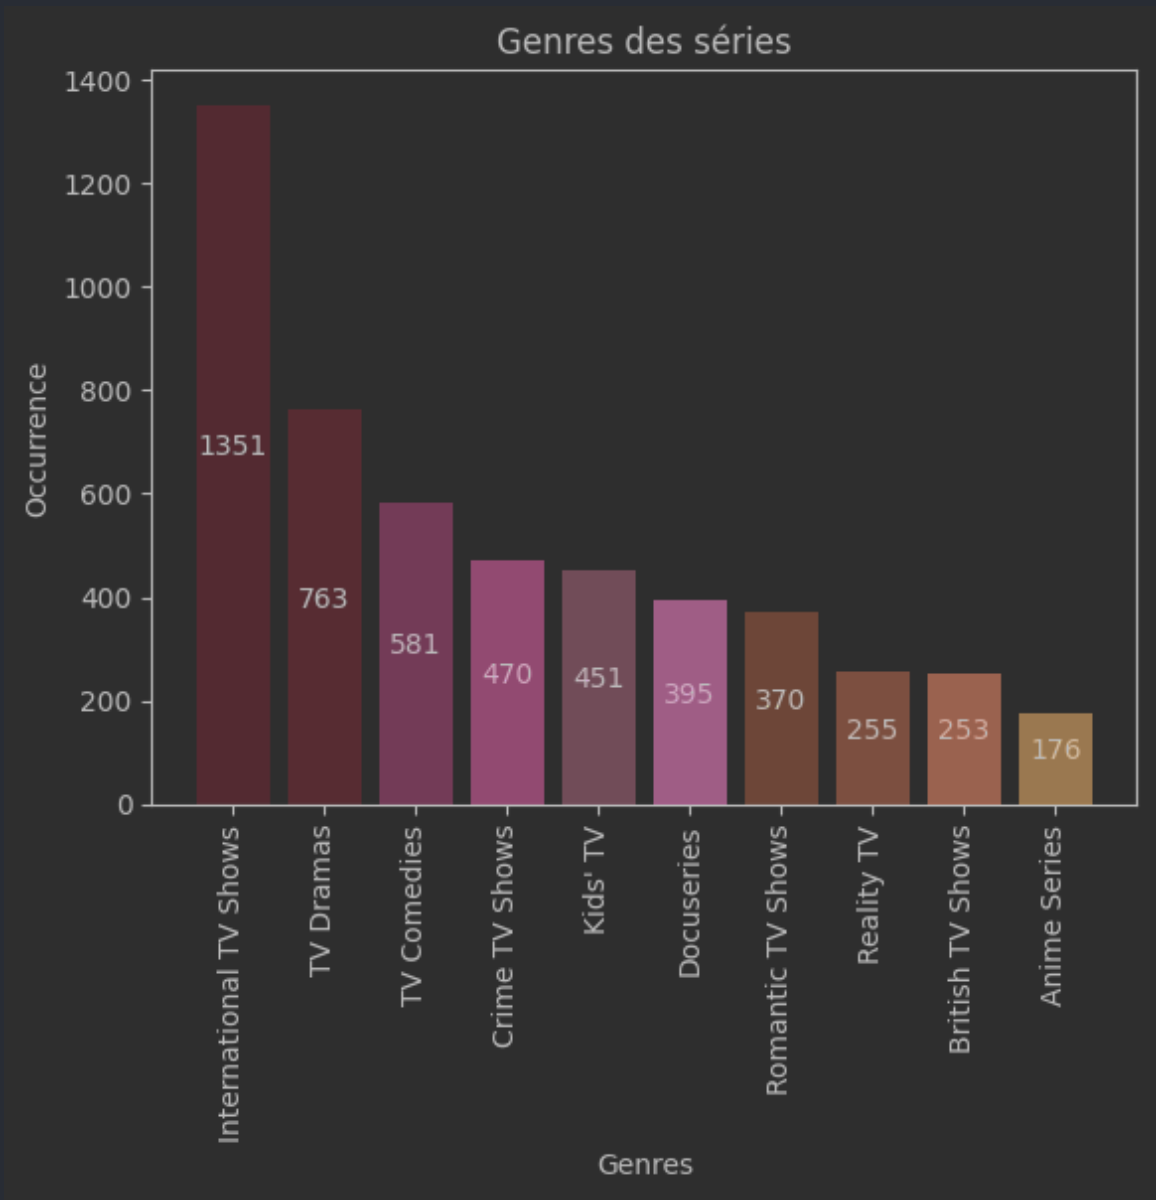 Genres des séries
1400
1200
1000
800
600
400
200
0
Occurrence
1351
763
581
470
451
395
370
255
253
176
International TV Shows
TV Dramas
TV Comedies
Crime TV Shows
Kids' TV
Docuseries
Romantic TV Shows
Reality TV
British TV Shows
Anime Series
Genres